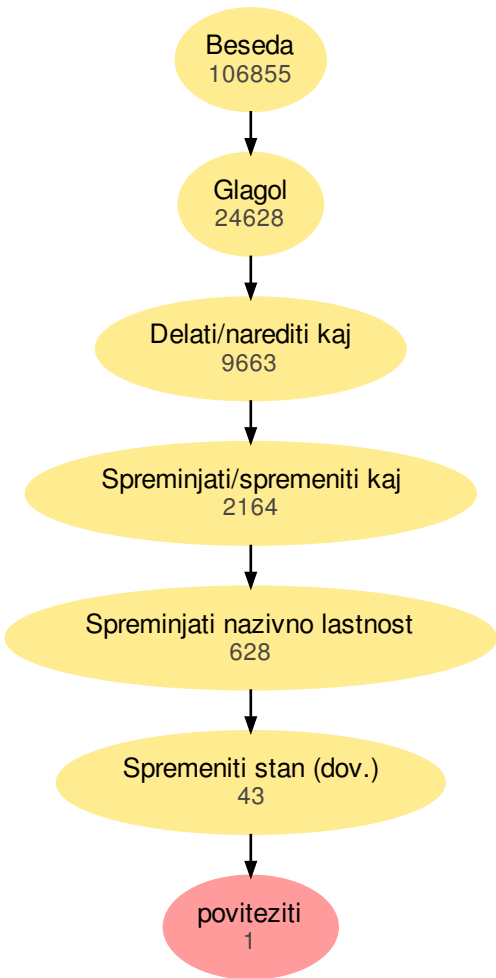 Beseda
106855
Glagol
24628
Delati/narediti kaj
9663
Spreminjati/spremeniti kaj
2164
Spreminjati nazivno lastnost
628
Spremeniti stan (dov.)
43
poviteziti
1